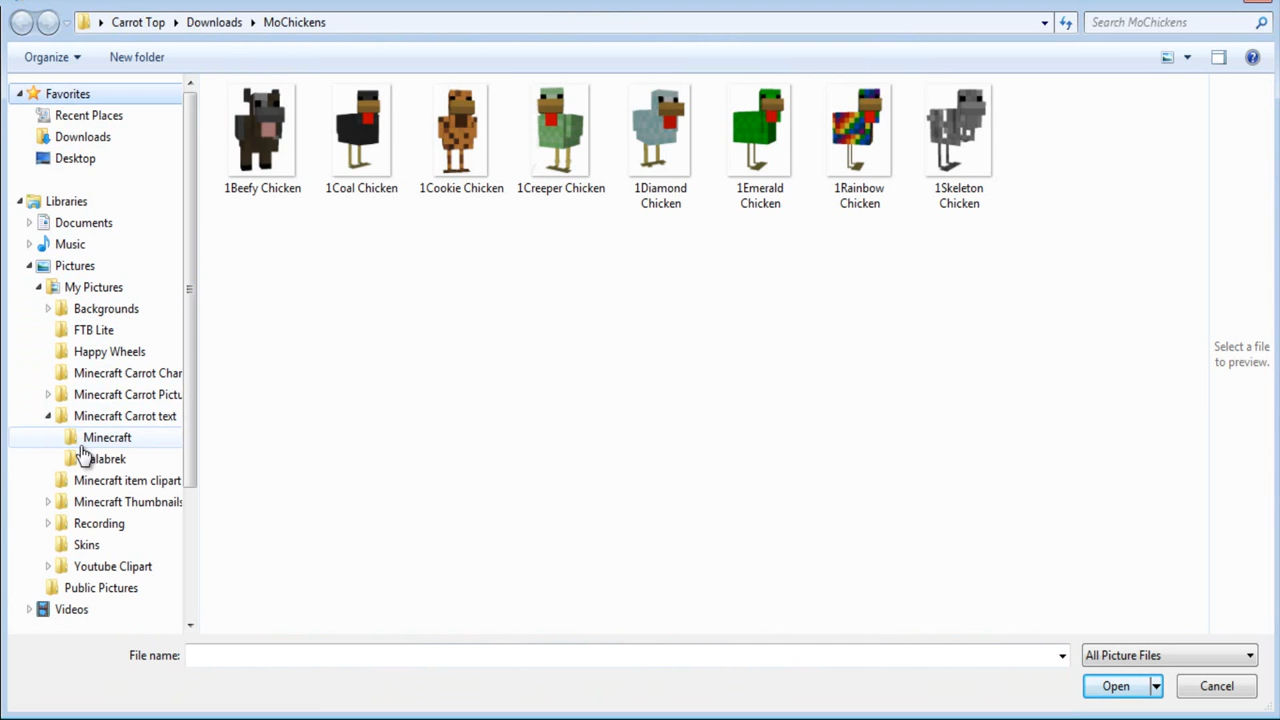 Carrot Top Downloads MoChickens
Search MoChickens
Organize
New folder
Favorites
Recent Places
Downloads
Desktop
Libraries
Documents
Music
Pictures
My Pictures
Backgrounds
FTB Lite
Happy Wheels
Minecraft Carrot Char
Minecraft Carrot Pictu
Minecraft Carrot text
Minecraft
alabrek
Minecraft item clipart
Minecraft Thumbnails
Recording
Skins
Youtube Clipart
Public Pictures
Videos
1Beefy Chicken
1Coal Chicken
1Cookie Chicken
1Creeper Chicken
1Diamond
Chicken
1Emerald
Chicken
1Rainbow
Chicken
1Skeleton
Chicken
Select a file
to preview.
File name:
All Picture Files
Open
Cancel